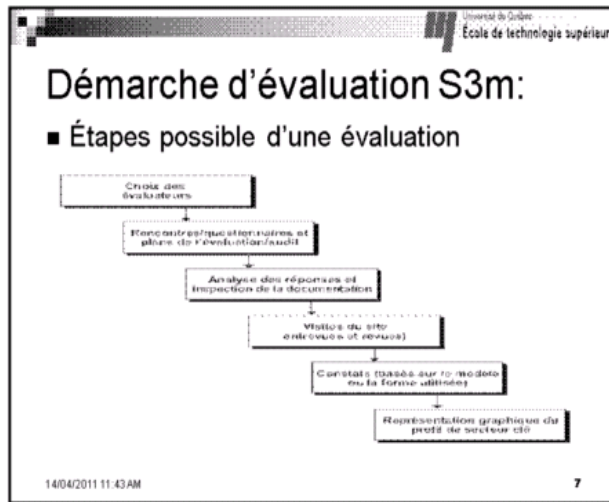 Université du Québec
École de technologie supérieur
Démarche d'évaluation S3m:
■ Étapes possible d'une évaluation
Choix des
évaluateurs
Rencontres/questionnaires et
plans de l'évaluation/audit
Analyse des réponses et
inspection de la documentation
Visites du site
entrevues et revues)
Constats (basés sur le modèle
ou la forme utilisée)
Représentation graphique du
profil de secteur clé
14/04/2011 11:43 AM
7